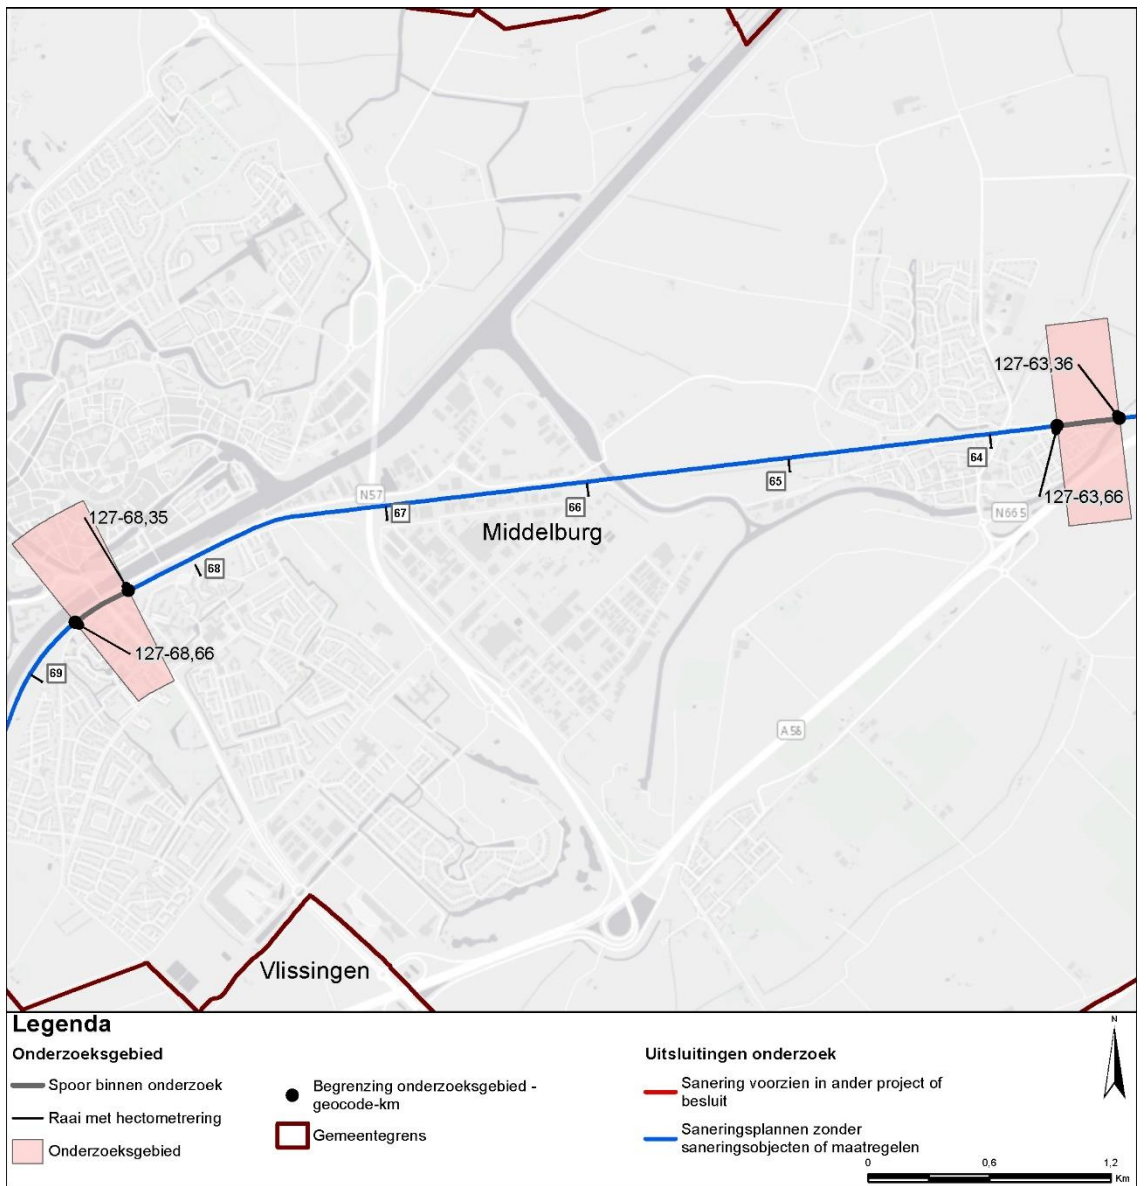 127-63,36
64
65
127-63,66
66
N57
67
N665
127-68,35
Middelburg
68
127-68,66
69
A58
Vlissingen
Legenda
Onderzoeksgebied
Spoor binnen onderzoek
Raai met hectometrering
Onderzoeksgebied
Begrenzing onderzoeksgebied -
geocode-km
Gemeentegrens
Uitsluitingen onderzoek
Sanering voorzien in ander project of
besluit
Saneringsplannen zonder
saneringsobjecten of maatregelen
N
0 0,6 1,2
Km